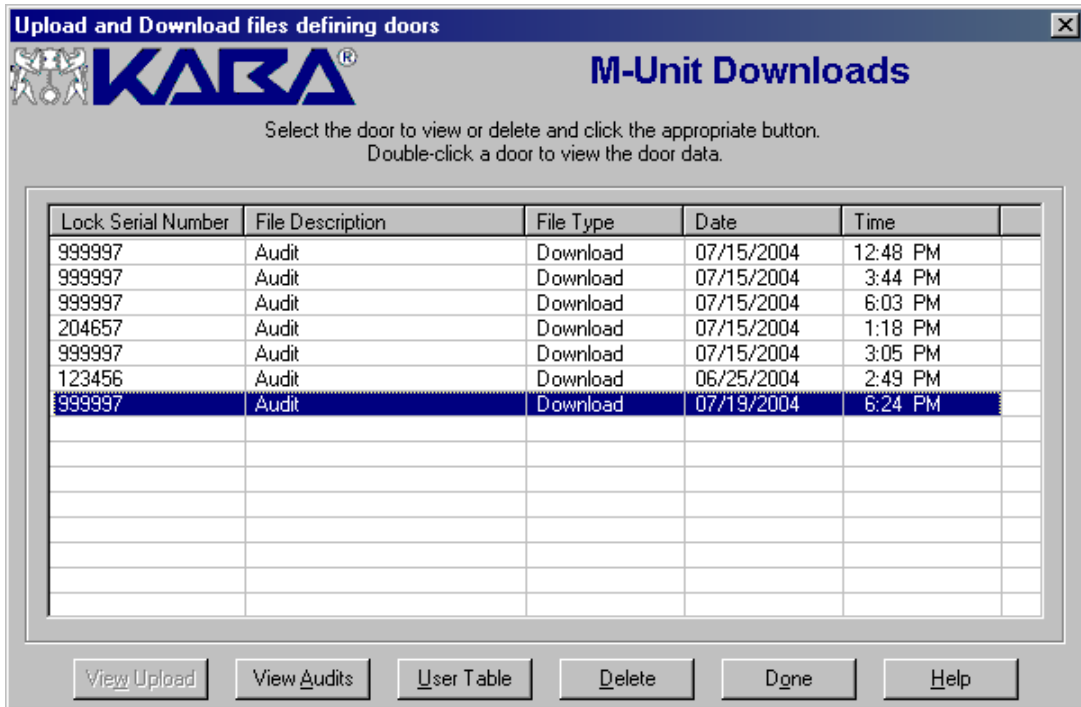 Upload and Download files defining doors
KABA®
M-Unit Downloads
Select the door to view or delete and click the appropriate button.
Double-click a door to view the door data.
Lock Serial Number File Description File Type Date Time
999997 Audit Download 07/15/2004 12:48 PM
999997 Audit Download 07/15/2004 3:44 PM
999997 Audit Download 07/15/2004 6:03 PM
204657 Audit Download 07/15/2004 1:18 PM
999997 Audit Download 07/15/2004 3:05 PM
123456 Audit Download 06/25/2004 2:49 PM
999997 Audit Download 07/19/2004 6:24 PM
View Upload View Audits User Table Delete Done Help